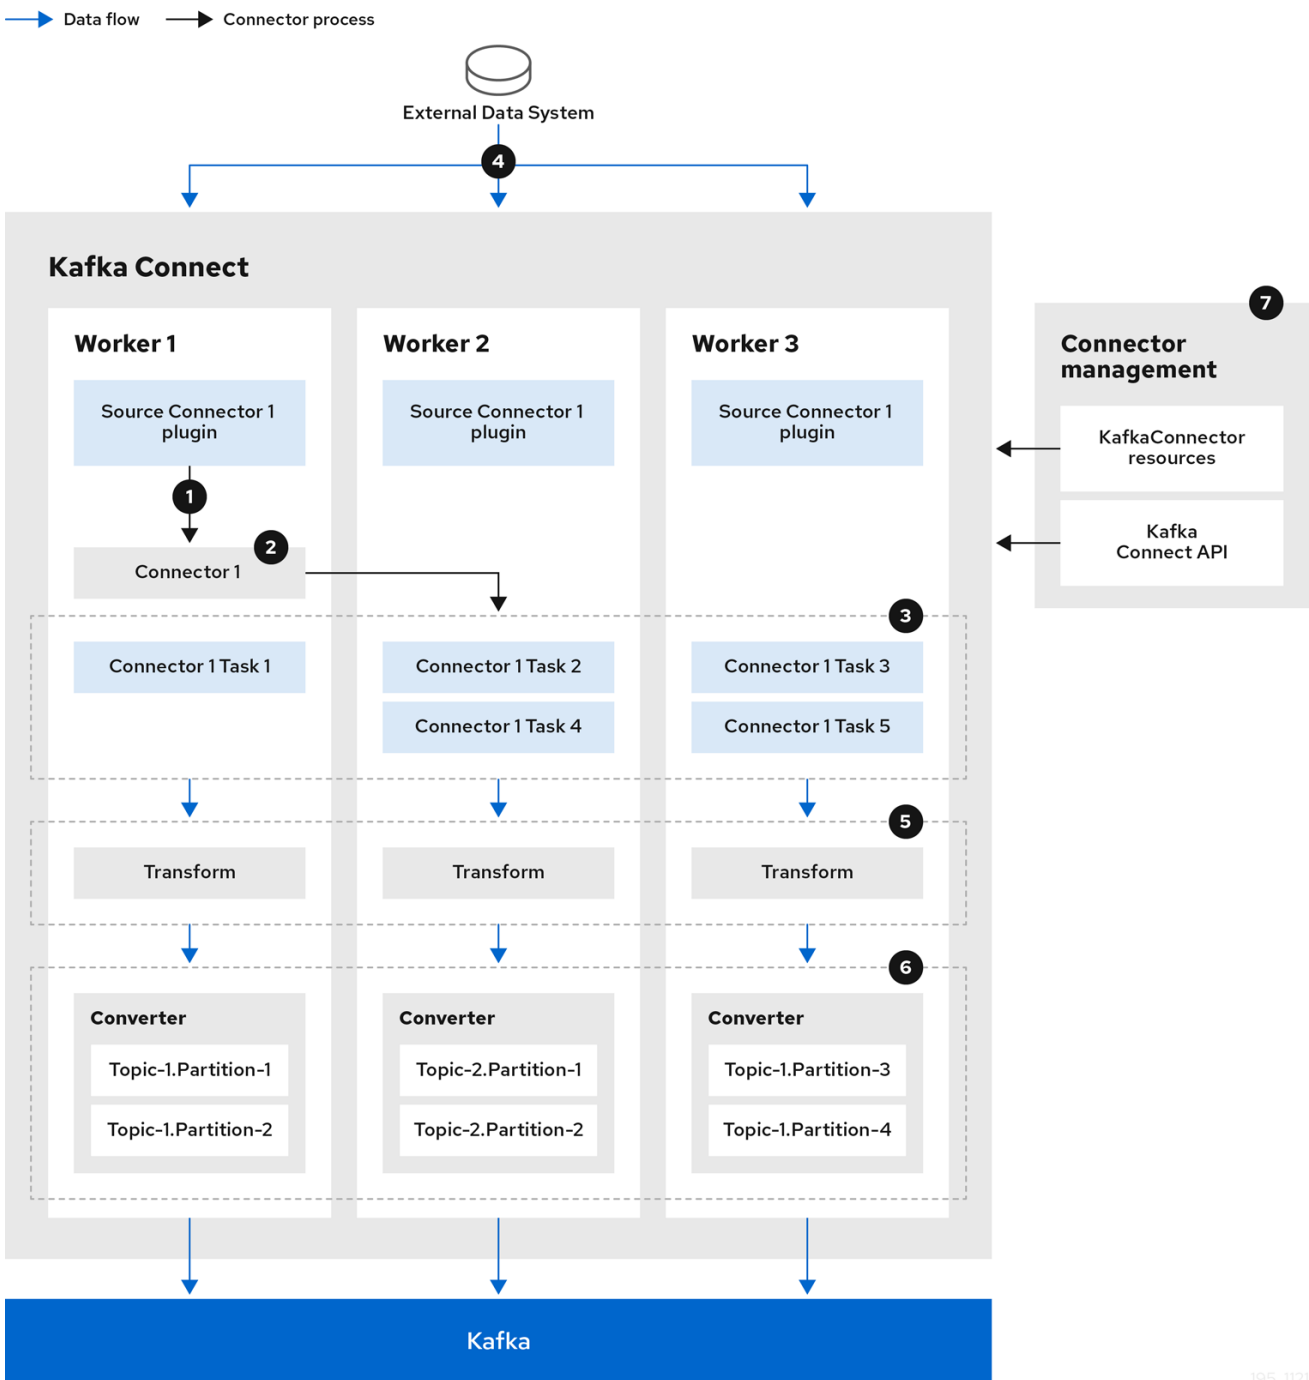 Data flow
Connector process
External Data System
4
Kafka Connect
7
Connector
management
KafkaConnector
resources
Kafka
Connect API
Worker 1
Worker 2
Worker 3
Source Connector 1
plugin
Source Connector 1
plugin
Source Connector 1
plugin
1
2
Connector 1
3
Connector 1 Task 1
Connector 1 Task 2
Connector 1 Task 3
Connector 1 Task 4
Connector 1 Task 5
5
Transform
Transform
Transform
6
Converter
Converter
Converter
Topic-1.Partition-1
Topic-2.Partition-1
Topic-1.Partition-3
Topic-1.Partition-2
Topic-2.Partition-2
Topic-1.Partition-4
Kafka
195_1121